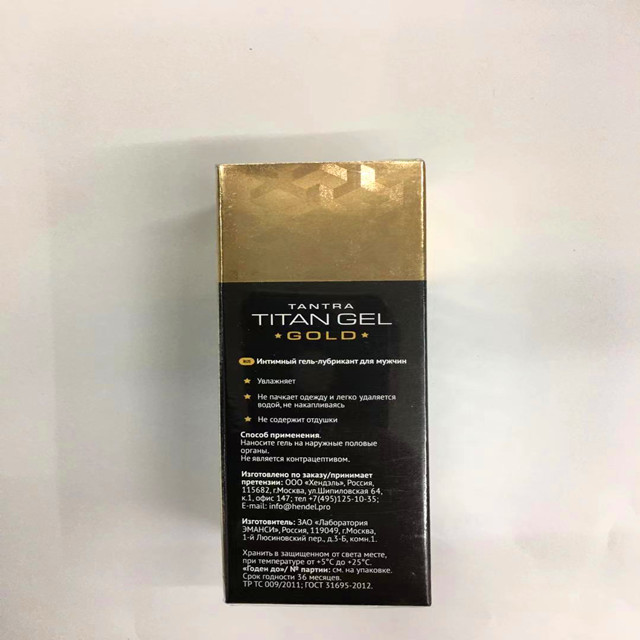 TANTRA
TITAN GEL
GOLD
RUS Интимный гель-лубрикант для мужчин
Увлажняет
Не пачкает одежду и легко удаляется
водой, не накапливаясь
Не содержит отдушки
Способ применения.
Наносите гель на наружные половые
органы.
Не является контрацептивом.
Изготовлено по заказу/принимает
претензии: ООО «Хендэль», Россия,
115682, г.Москва, ул.Шипиловская 64,
к.1, офис 147; тел +7(495)125-10-35;
E-mail: info@hendel.pro
Изготовитель: ЗАО «Лаборатория
ЭМАНСИ», Россия, 119049, г.Москва,
1-й Люсиновский пер., д.3-Б, комн.1.
Хранить в защищенном от света месте,
при температуре от +5°С до +25°С.
«Годен до»/ № партии: см. на упаковке.
Срок годности 36 месяцев.
ТР ТС 009/2011; ГОСТ 31695-2012.